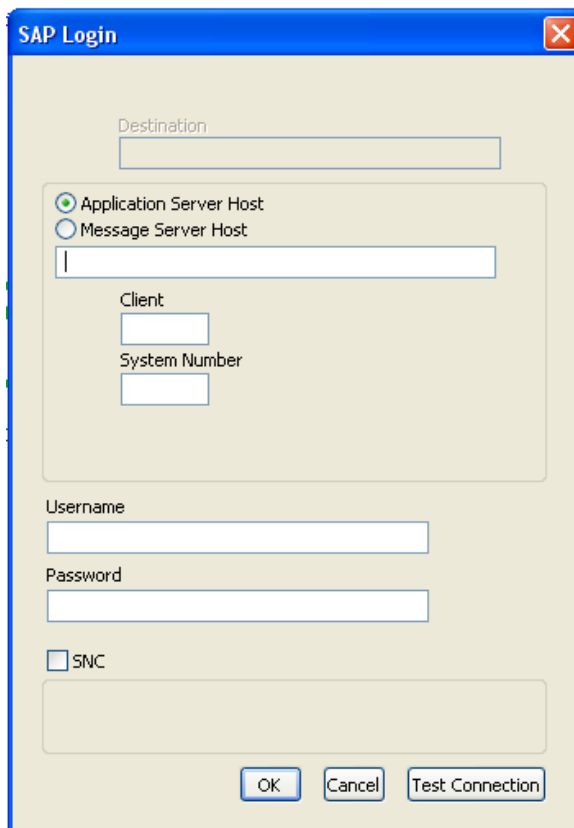 SAP Login
Destination
Application Server Host
Message Server Host
Client
System Number
Username
Password
SNC
OK Cancel Test Connection